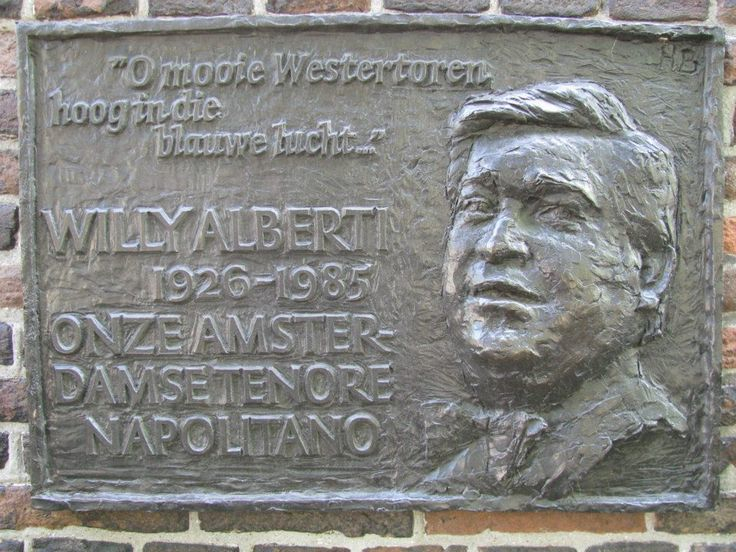 "O mooie Westertoren,
hoog in die
blauwe lucht..."
WILLY ALBERTI
1926-1985
ONZE AMSTER-
DAMSE TENORE
NAPOLITANO
HB